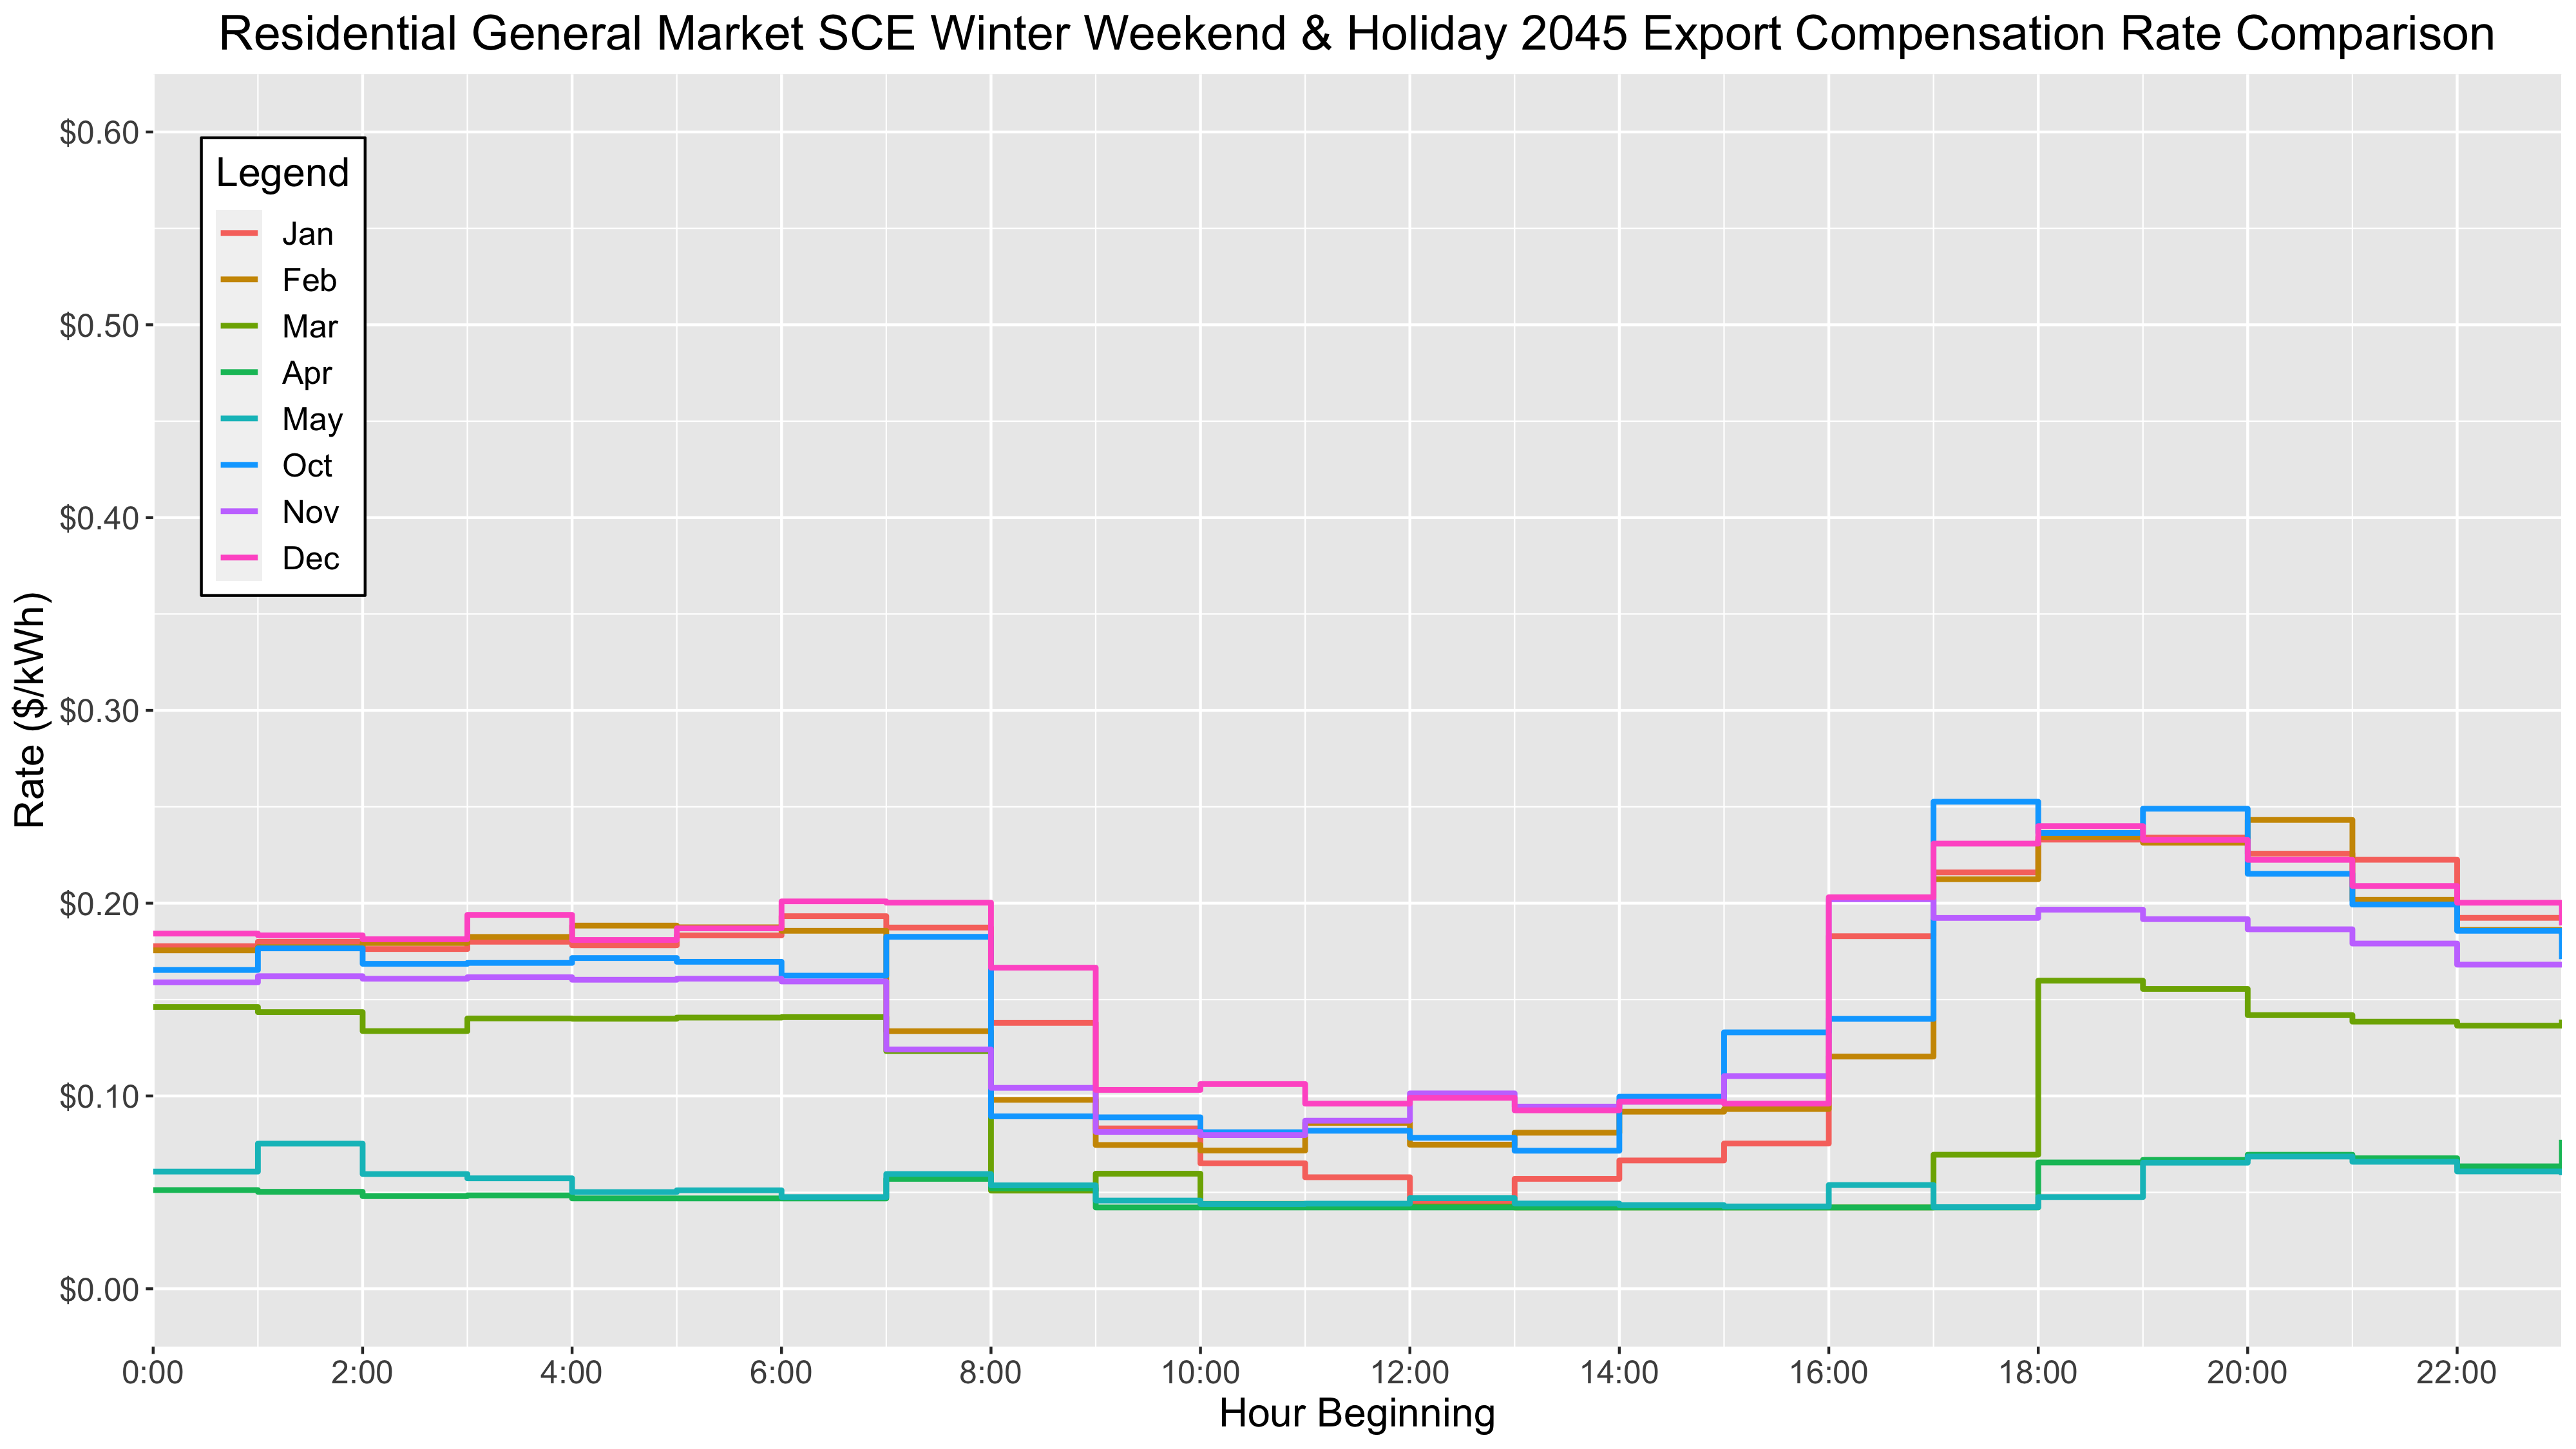 Residential General Market SCE Winter Weekend & Holiday 2045 Export Compensation Rate Comparison
Legend
Jan
Feb
Mar
Apr
May
Oct
Nov
Dec
Rate ($/kWh)
$0.60
$0.50
$0.40
$0.30
$0.20
$0.10
$0.00
0:00 2:00 4:00 6:00 8:00 10:00 12:00 14:00 16:00 18:00 20:00 22:00
Hour Beginning